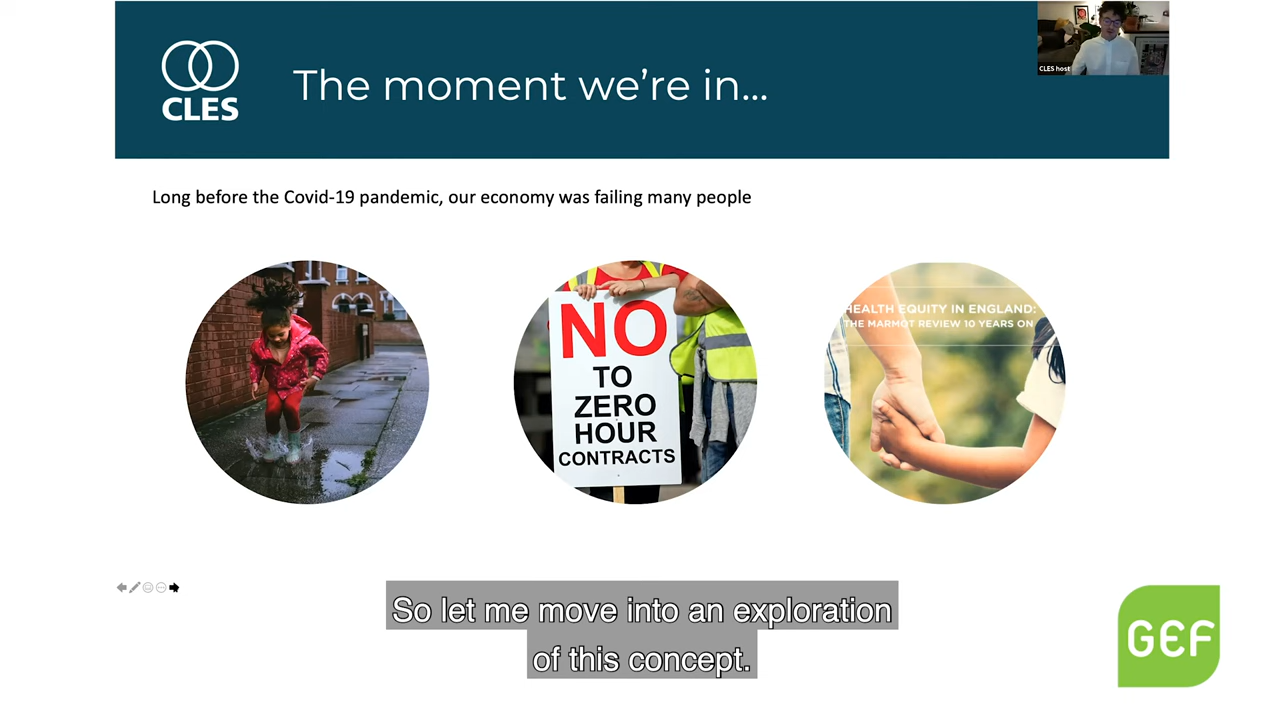 CLES
The moment we're in...
CLES host
Long before the Covid-19 pandemic, our economy was failing many people
NO
TO
ZERO
HOUR
CONTRACTS
HEALTH EQUITY IN ENGLAND:
THE MARMOT REVIEW 10 YEARS ON
So let me move into an exploration
of this concept.
GEF